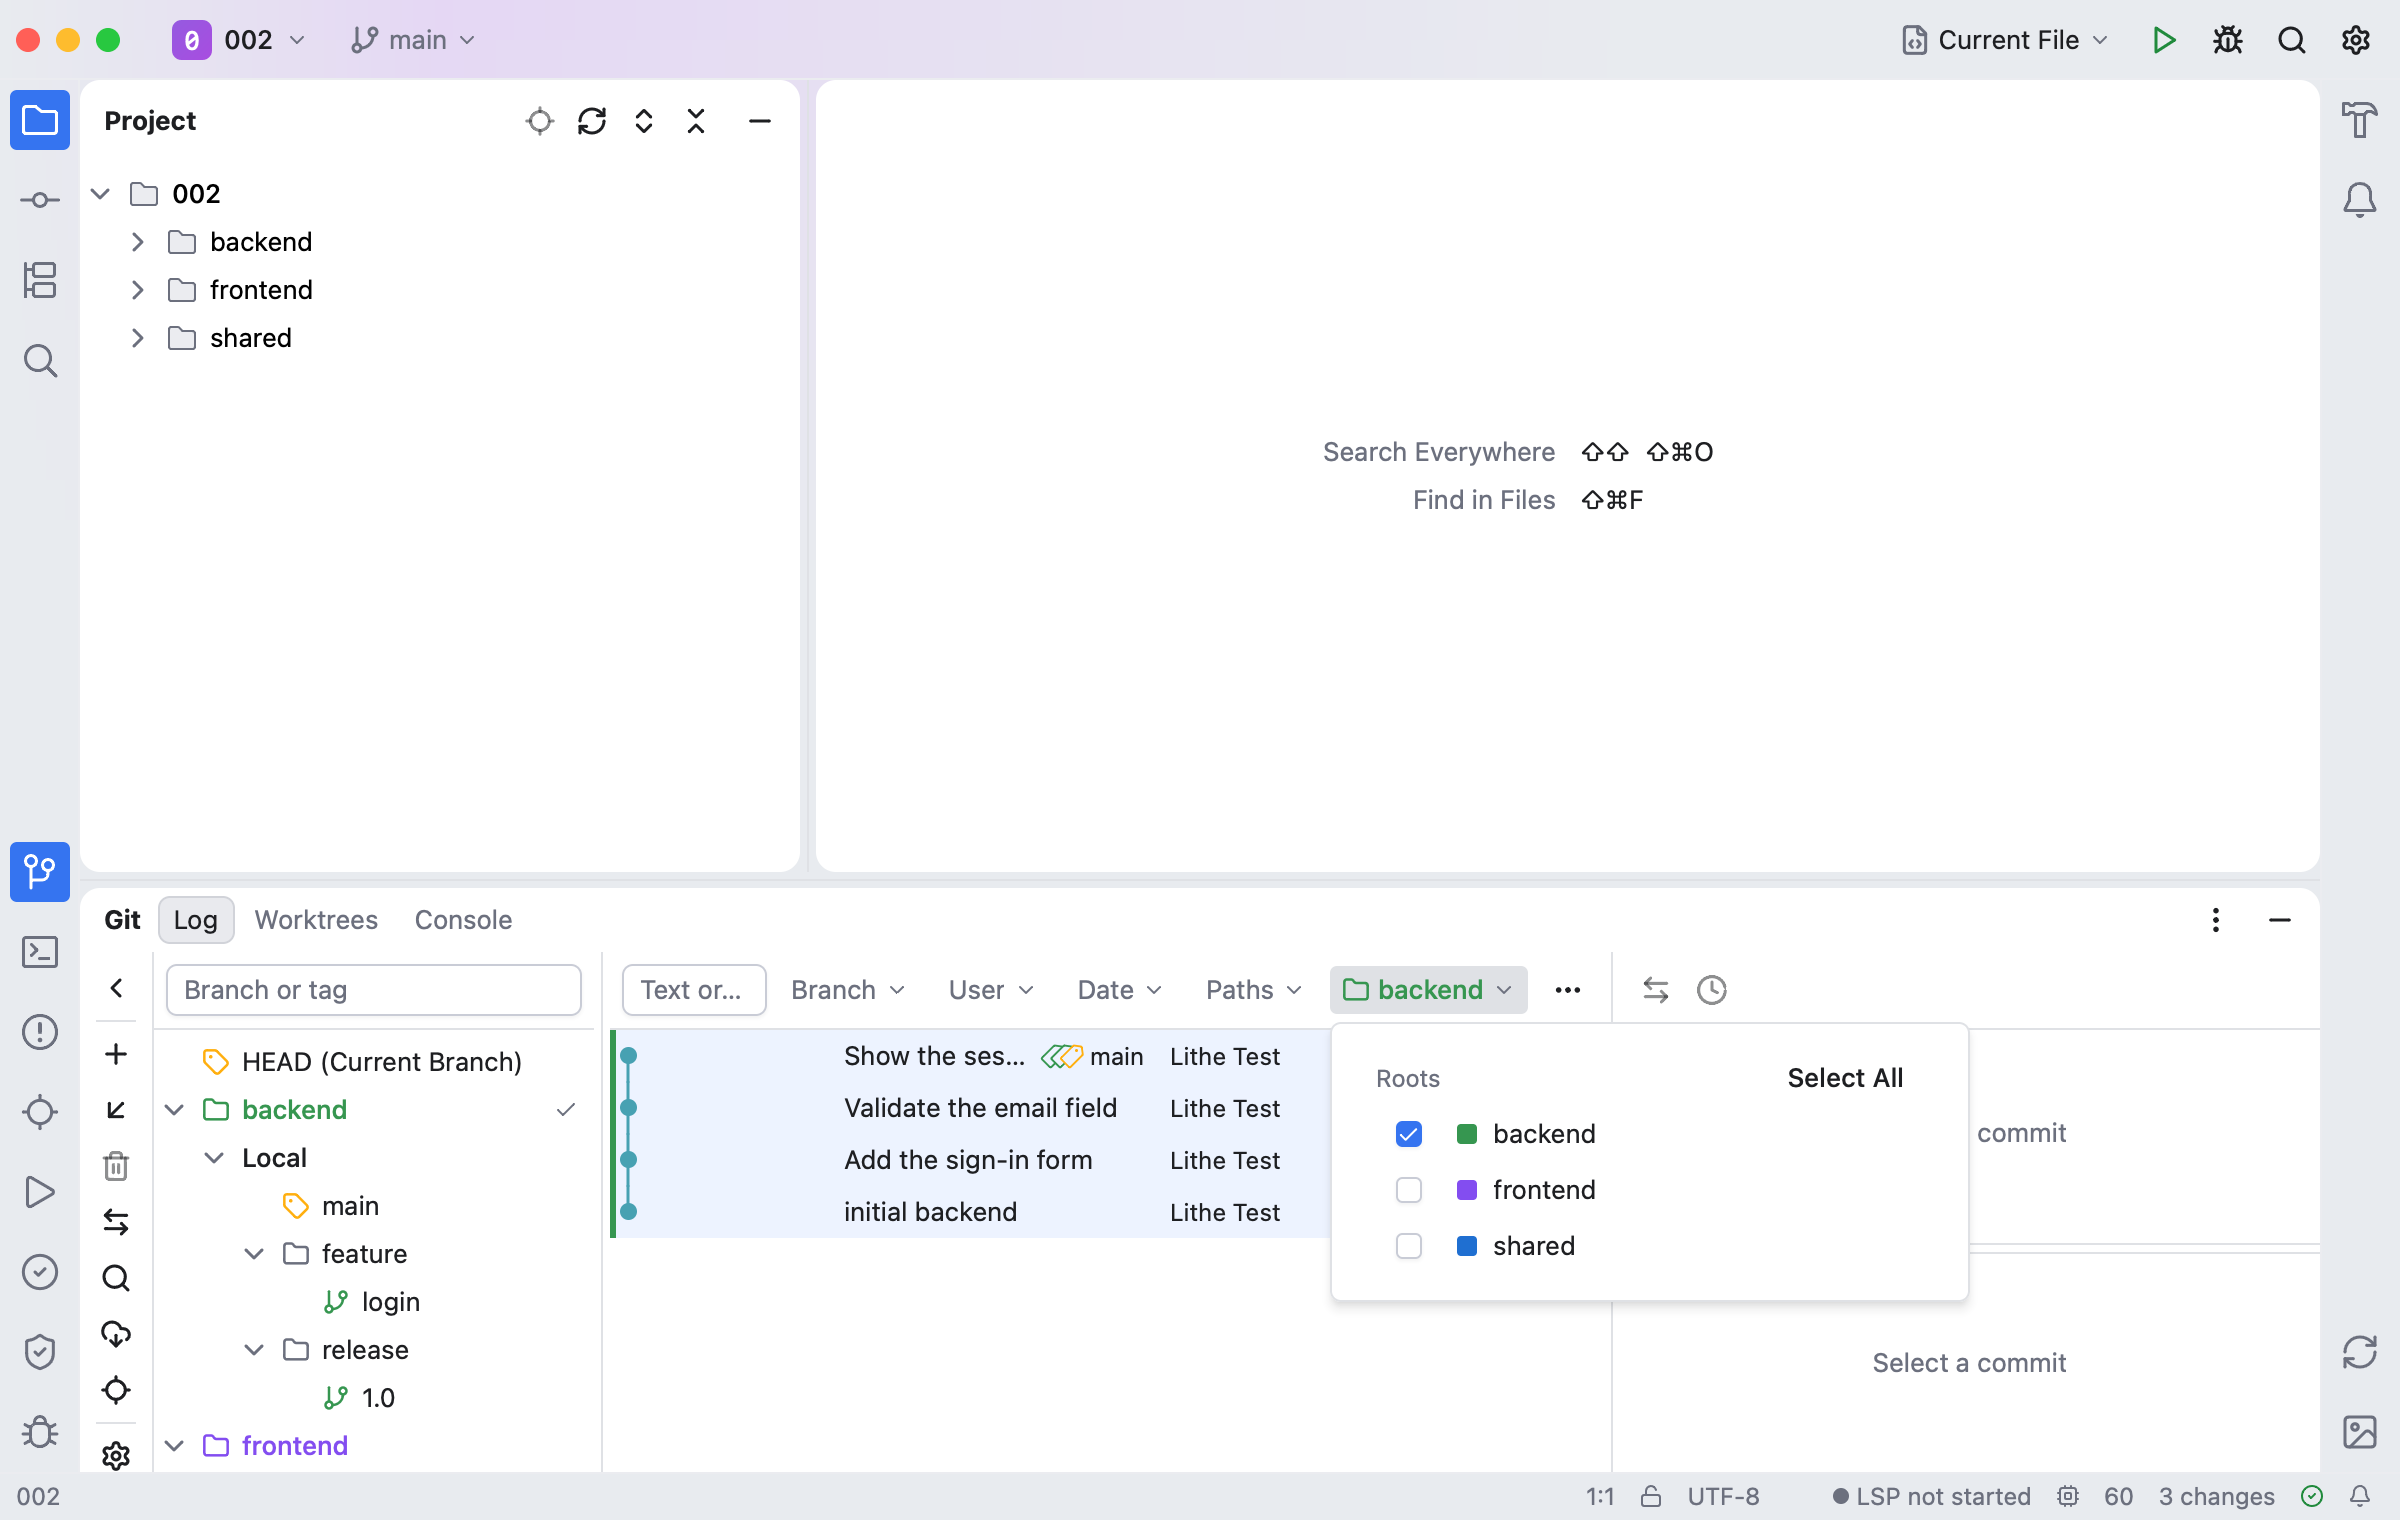 0 002 main Current File
Project
002
backend
frontend
shared
Search Everywhere ⇧⇧ ⇧⌘O
Find in Files ⇧⌘F
Git Log Worktrees Console
Branch or tag
HEAD (Current Branch)
backend
Local
main
feature
login
release
1.0
frontend
Text or... Branch User Date Paths backend
Show the ses... main Lithe Test
Validate the email field Lithe Test
Add the sign-in form Lithe Test
initial backend Lithe Test
Roots Select All
backend
frontend
shared
commit
Select a commit
002 1:1 UTF-8 LSP not started 60 3 changes